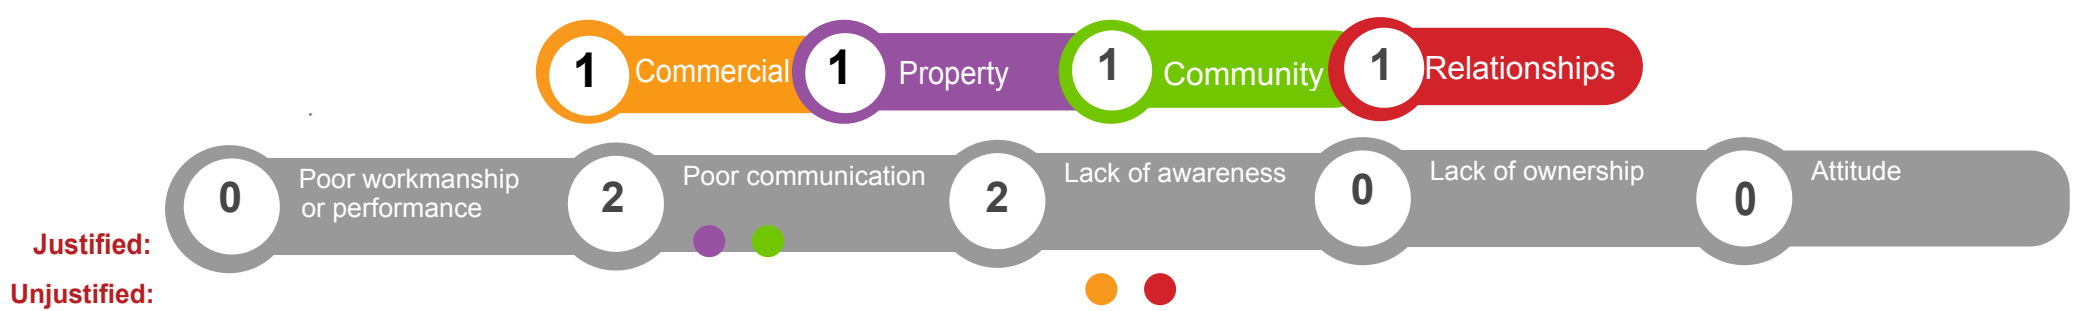 1 Commercial 1 Property 1 Community 1 Relationships
0 Poor workmanship
or performance
2 Poor communication
2 Lack of awareness
0 Lack of ownership
0 Attitude
Justified:
Unjustified: